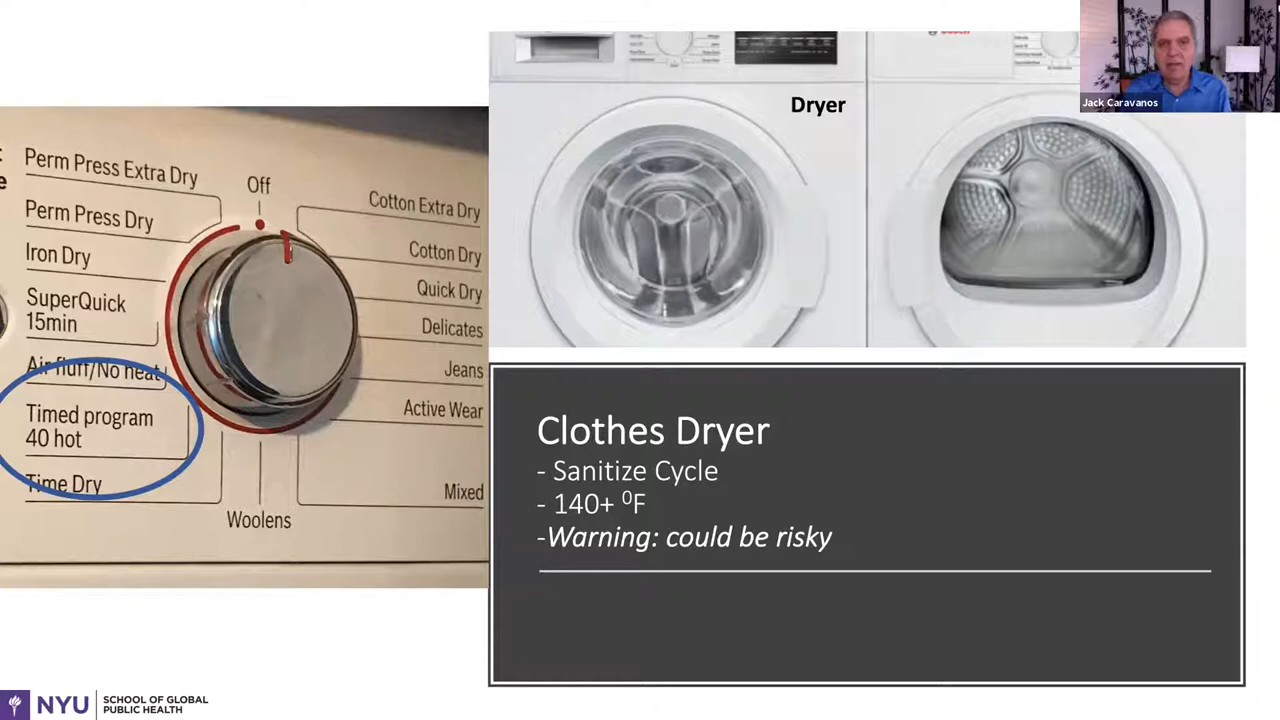 Jack Caravanos
Dryer
Perm Press Extra Dry
Perm Press Dry
Iron Dry
SuperQuick
15min
Air fluff/No heat
Timed program
40 hot
Time Dry
Off
Woolens
Cotton Extra Dry
Cotton Dry
Quick Dry
Delicates
Jeans
Active Wear
Mixed
Clothes Dryer
- Sanitize Cycle
- 140+ ⁰F
-Warning: could be risky
NYU
SCHOOL OF GLOBAL
PUBLIC HEALTH